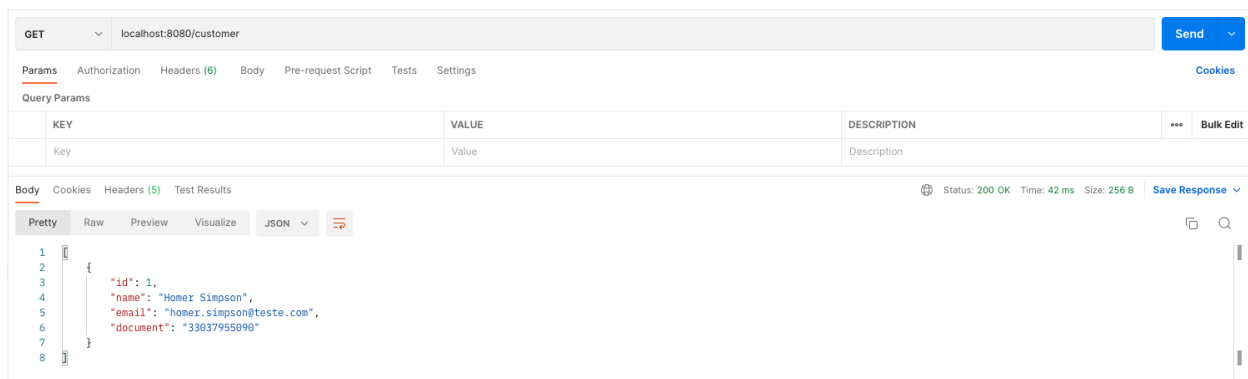 GET localhost:8080/customer Send
Params Authorization Headers (6) Body Pre-request Script Tests Settings Cookies
Query Params
KEY VALUE DESCRIPTION ooo Bulk Edit
Key Value Description
Body Cookies Headers (5) Test Results Status: 200 OK Time: 42 ms Size: 256 B Save Response
Pretty Raw Preview Visualize JSON
1 [
2 {
3 "id": 1,
4 "name": "Homer Simpson",
5 "email": "homer.simpson@teste.com",
6 "document": "33037955090"
7 }
8 ]